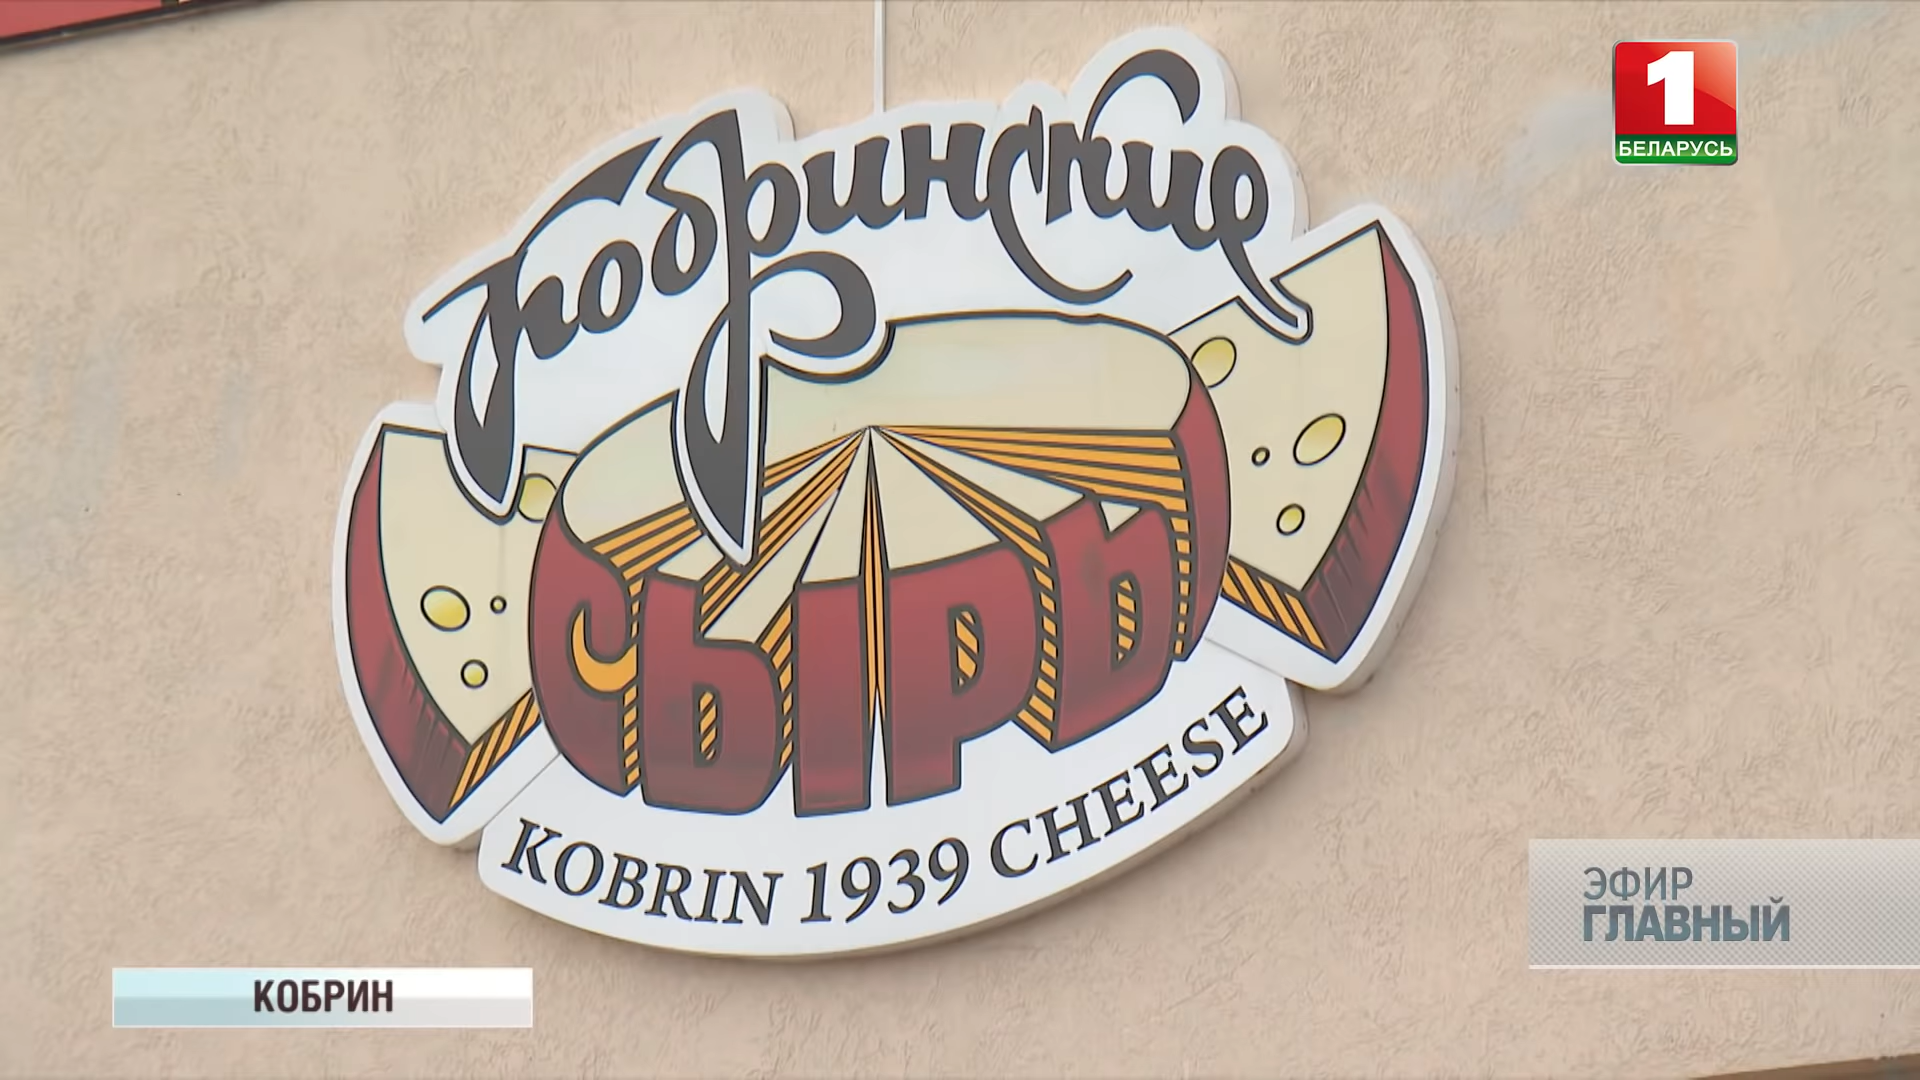 1
БЕЛАРУСЬ
Кобринские
СЫРЫ
KOBRIN 1939 CHEESE
ЭФИР
ГЛАВНЫЙ
КОБРИН